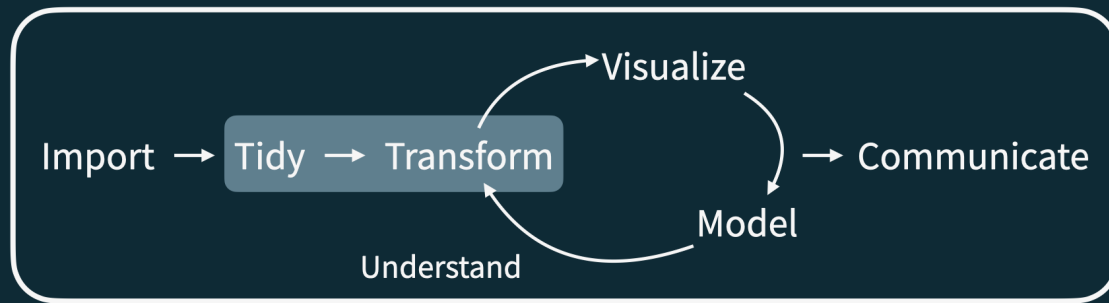 Visualize
Import → Tidy → Transform → Communicate
Model
Understand